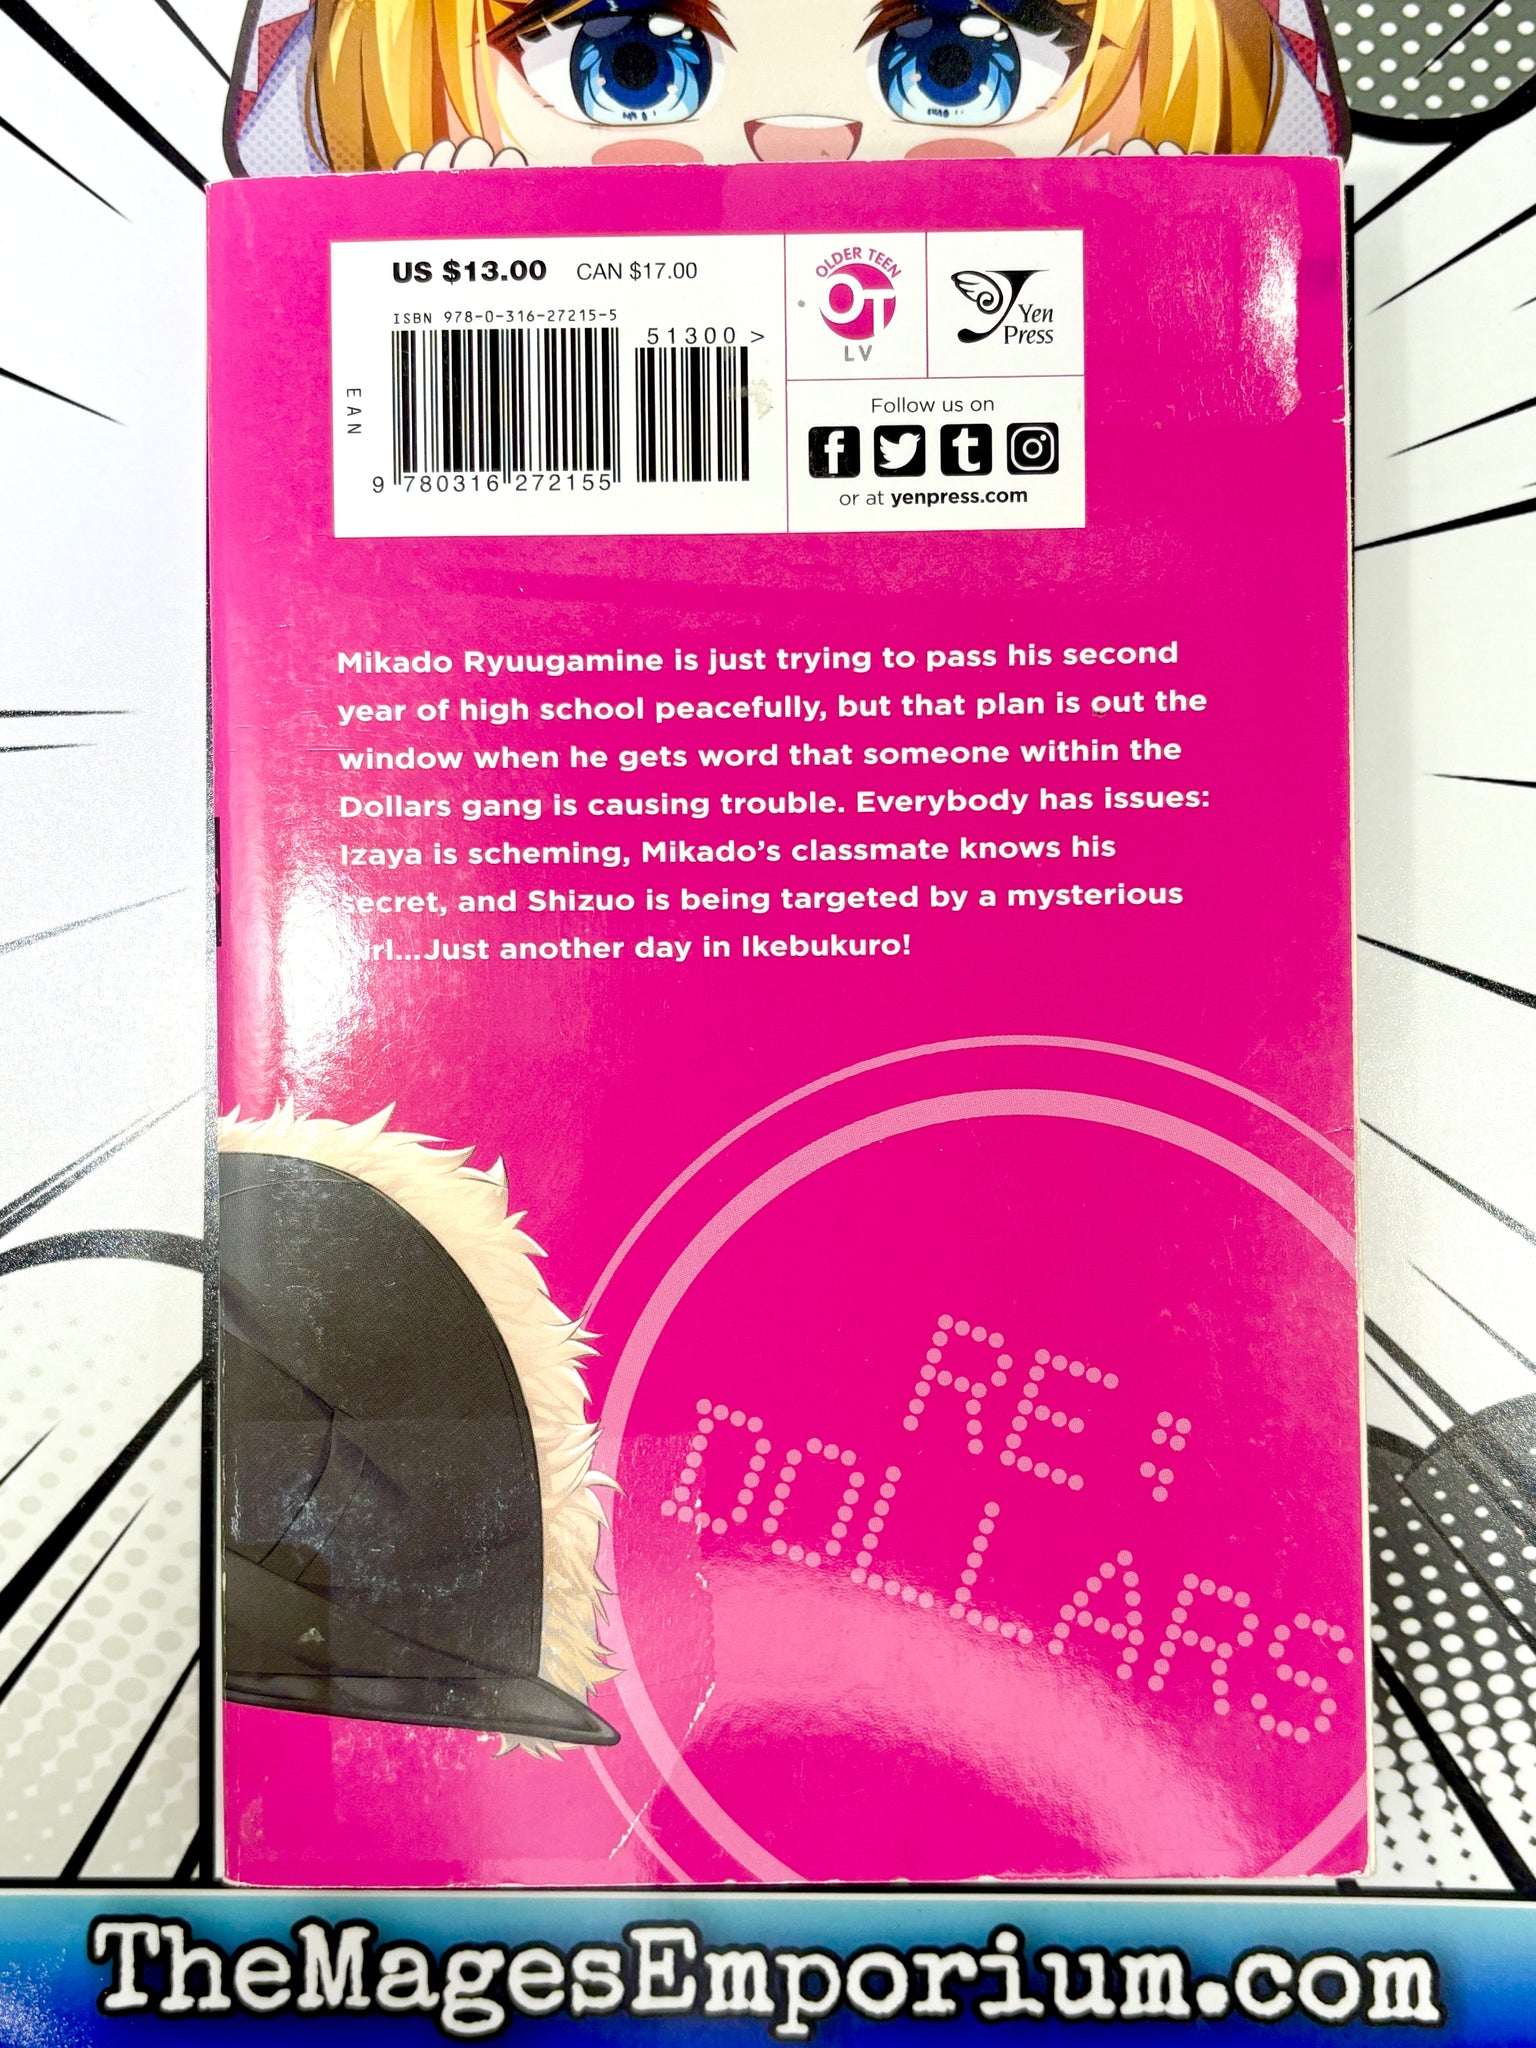 US $13.00 CAN $17.00
ISBN 978-0-316-27215-5
51300 >
EAN
9 780316 272155
OLDER TEEN
OT
LV
Yen
Press
Follow us on
or at yenpress.com
Mikado Ryuugamine is just trying to pass his second
year of high school peacefully, but that plan is out the
window when he gets word that someone within the
Dollars gang is causing trouble. Everybody has issues:
Izaya is scheming, Mikado's classmate knows his
secret, and Shizuo is being targeted by a mysterious
girl...Just another day in Ikebukuro!
RE;
DOLLARS
TheMagesEmporium.com